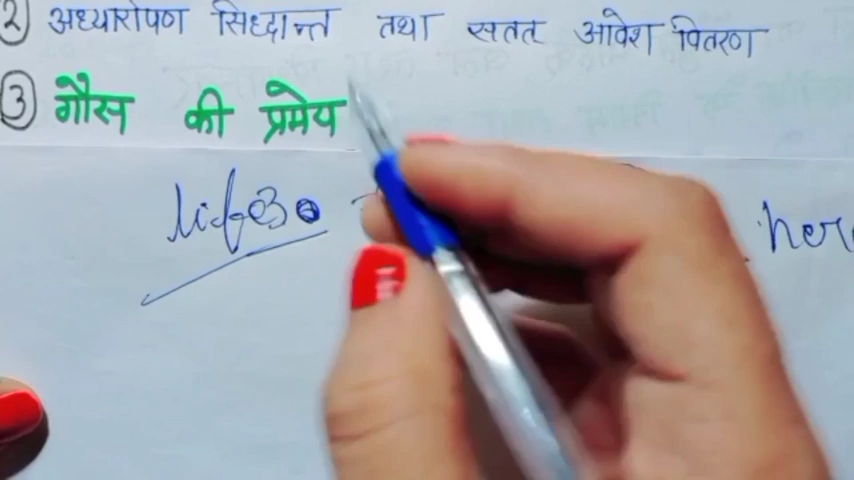 ② अध्यारोपण सिद्धान्त तथा सतत् आवेश वितरण
③ गौस की प्रमेय